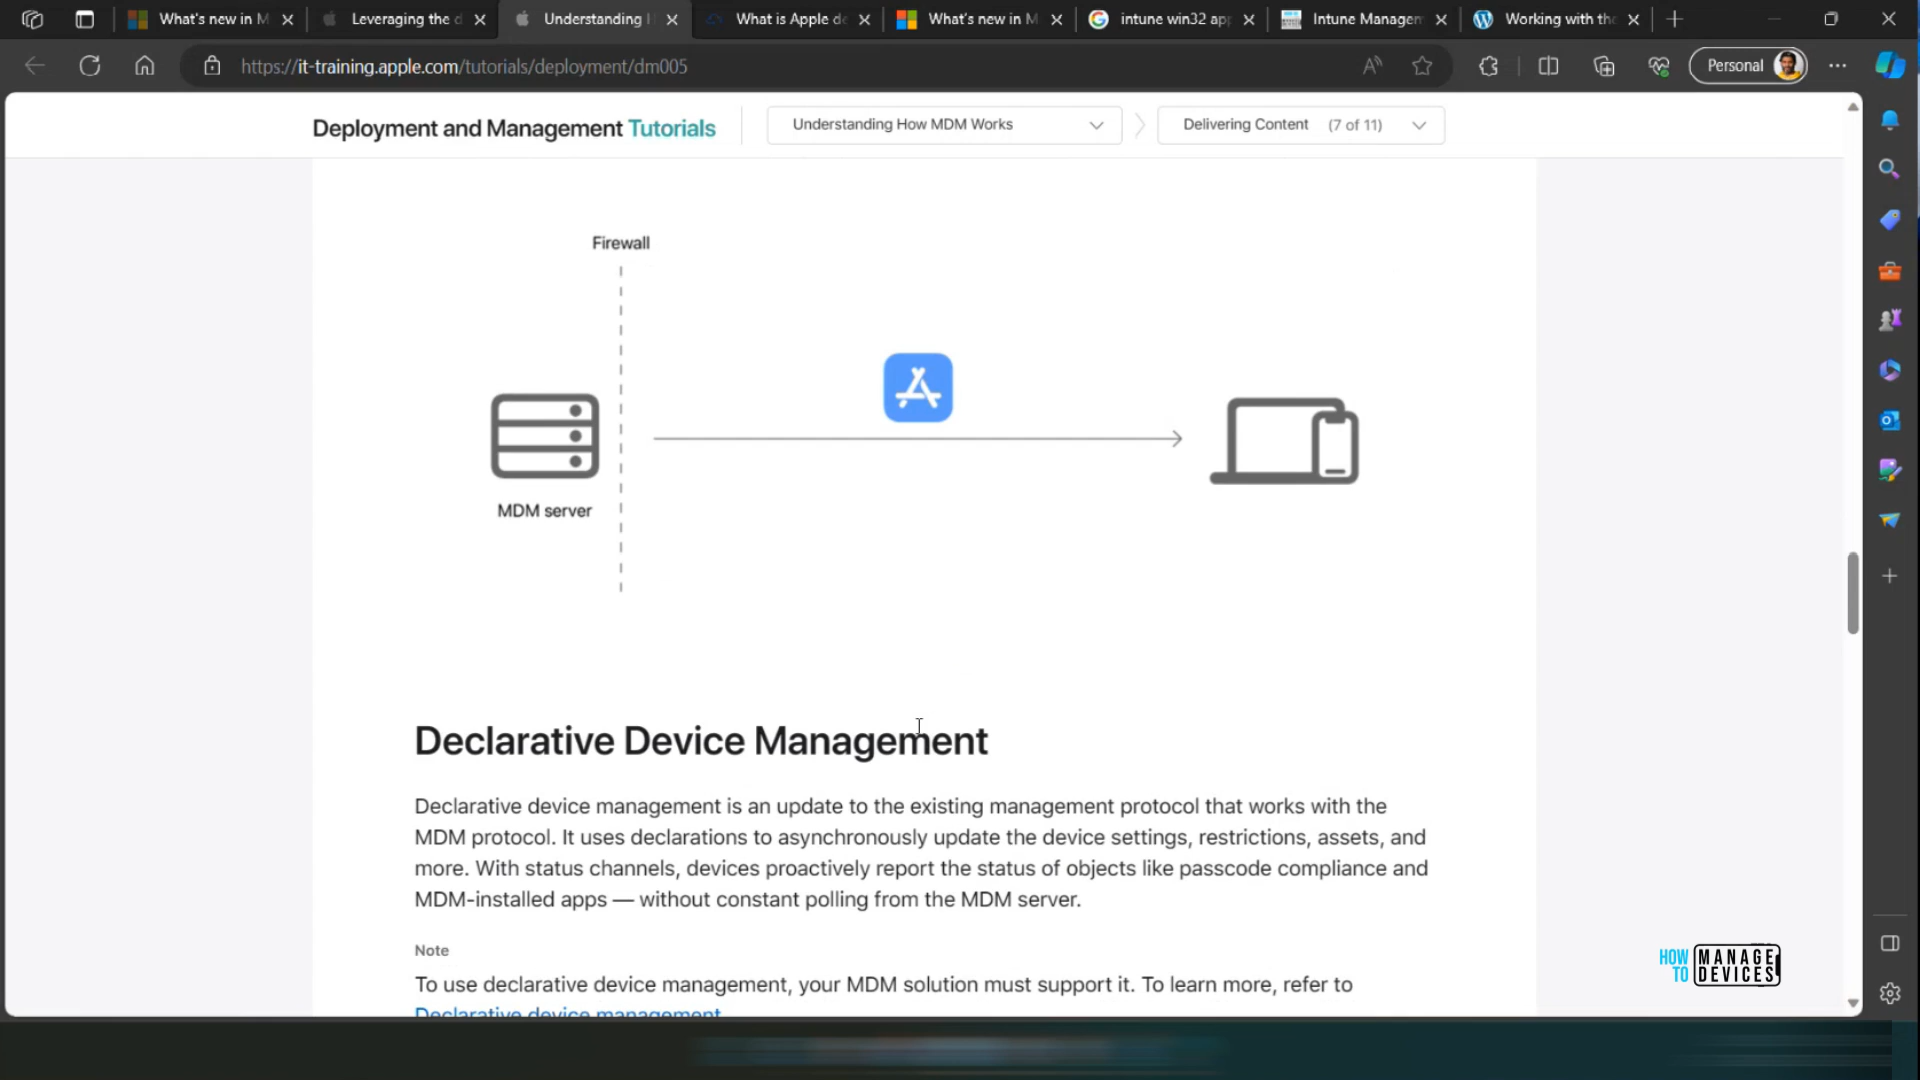 What's new in M
Leveraging the d
Understanding H
What is Apple de
What's new in M
intune win32 app
Intune Managem
Working with the
https://it-training.apple.com/tutorials/deployment/dm005
Personal
Deployment and Management Tutorials
Understanding How MDM Works
Delivering Content (7 of 11)
Firewall
MDM server
Declarative Device Management
Declarative device management is an update to the existing management protocol that works with the
MDM protocol. It uses declarations to asynchronously update the device settings, restrictions, assets, and
more. With status channels, devices proactively report the status of objects like passcode compliance and
MDM-installed apps — without constant polling from the MDM server.
Note
To use declarative device management, your MDM solution must support it. To learn more, refer to
Declarative device management
HOW
TO
MANAGE
DEVICES